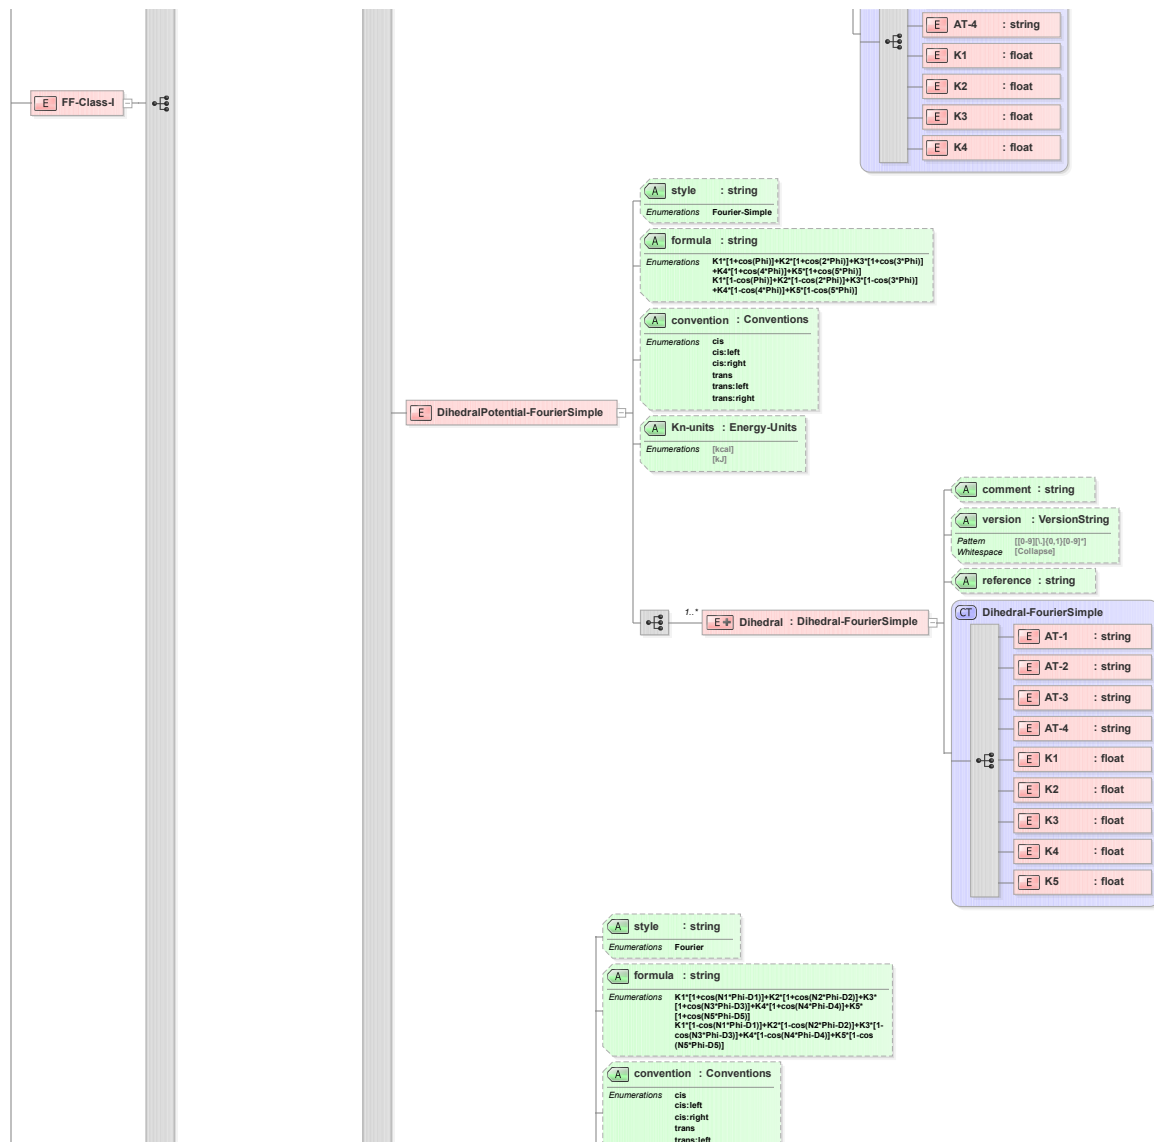 E AT-4 : string
E K1 : float
E K2 : float
E K3 : float
E K4 : float
E FF-Class-I
A style : string
Enumerations Fourier-Simple
A formula : string
Enumerations K1*[1+cos(Phi)]+K2*[1+cos(2*Phi)]+K3*[1+cos(3*Phi)]
+K4*[1+cos(4*Phi)]+K5*[1+cos(5*Phi)]
K1*[1-cos(Phi)]+K2*[1-cos(2*Phi)]+K3*[1-cos(3*Phi)]
+K4*[1-cos(4*Phi)]+K5*[1-cos(5*Phi)]
A convention : Conventions
Enumerations cis
cis:left
cis:right
trans
trans:left
trans:right
E DihedralPotential-FourierSimple
A Kn-units : Energy-Units
Enumerations [kcal]
[kJ]
A comment : string
A version : VersionString
Pattern [[0-9][\.]{0,1}[0-9]*]
Whitespace [Collapse]
A reference : string
1..*
E Dihedral : Dihedral-FourierSimple
CT Dihedral-FourierSimple
E AT-1 : string
E AT-2 : string
E AT-3 : string
E AT-4 : string
E K1 : float
E K2 : float
E K3 : float
E K4 : float
E K5 : float
A style : string
Enumerations Fourier
A formula : string
Enumerations K1*[1+cos(N1*Phi-D1)]+K2*[1+cos(N2*Phi-D2)]+K3*
[1+cos(N3*Phi-D3)]+K4*[1+cos(N4*Phi-D4)]+K5*
[1+cos(N5*Phi-D5)]
K1*[1-cos(N1*Phi-D1)]+K2*[1-cos(N2*Phi-D2)]+K3*[1-
cos(N3*Phi-D3)]+K4*[1-cos(N4*Phi-D4)]+K5*[1-cos
(N5*Phi-D5)]
A convention : Conventions
Enumerations cis
cis:left
cis:right
trans
trans:left